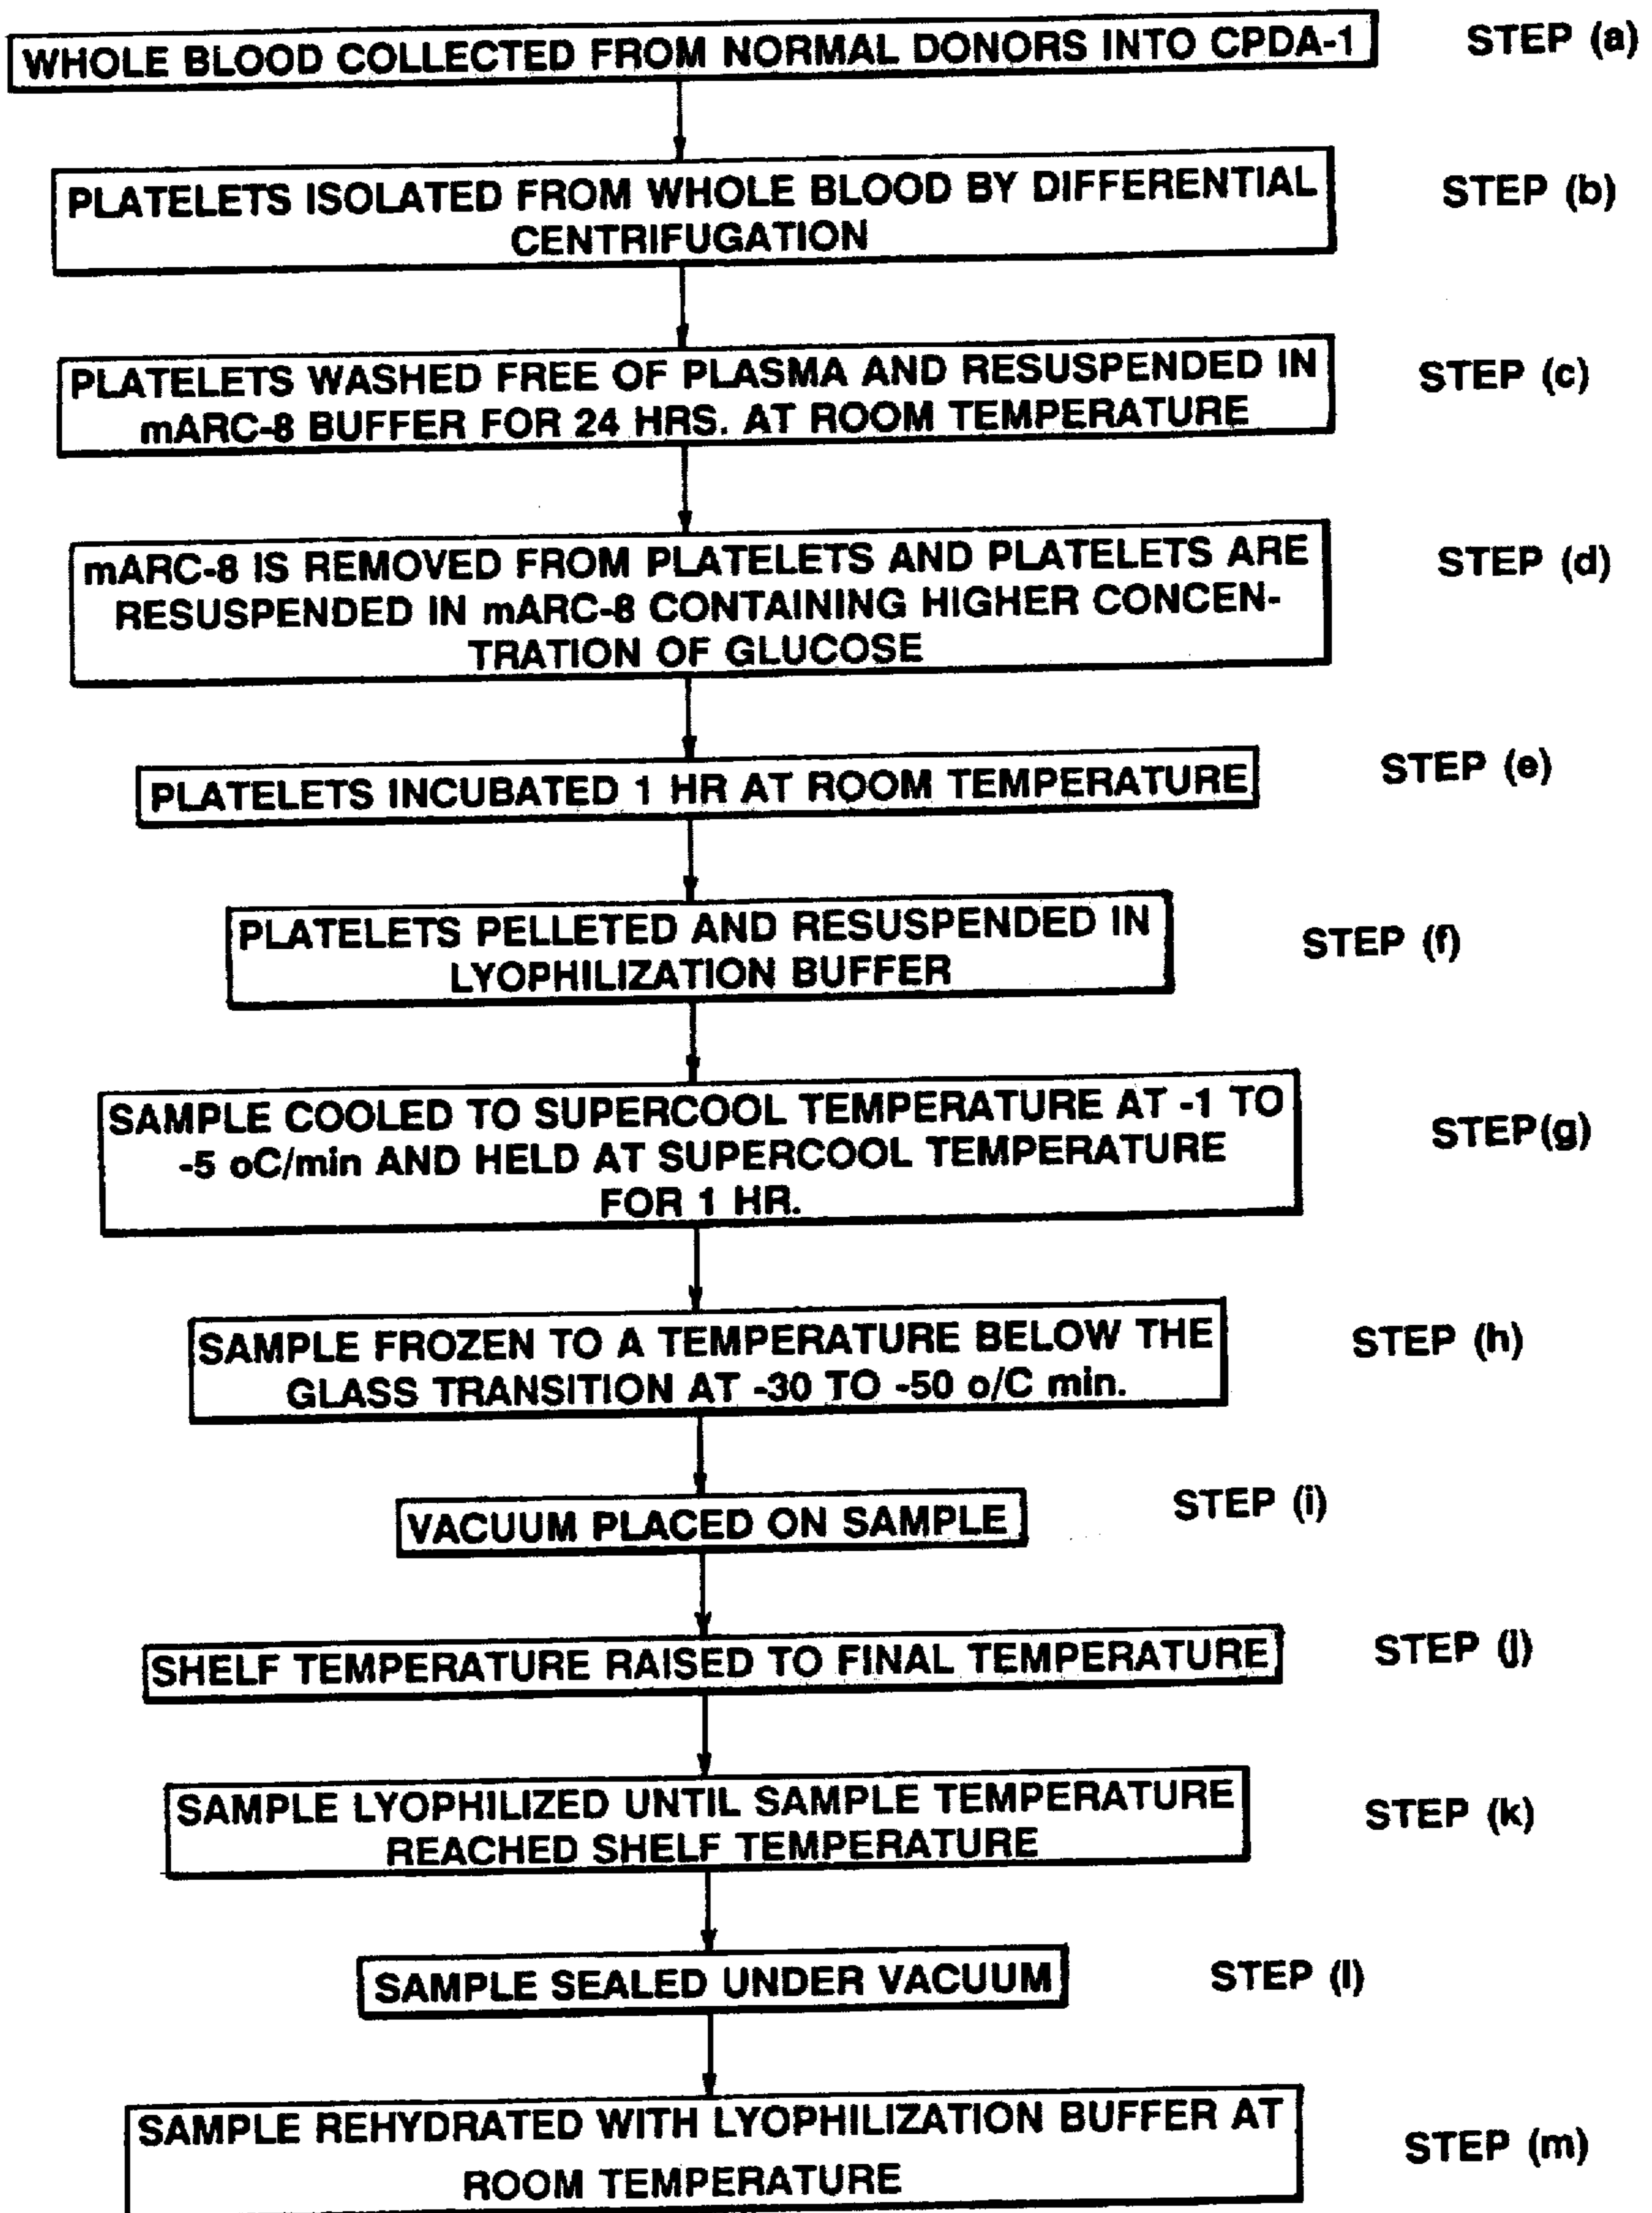 WHOLE BLOOD COLLECTED FROM NORMAL DONORS INTO CPDA-1 STEP (a)
PLATELETS ISOLATED FROM WHOLE BLOOD BY DIFFERENTIAL STEP (b)
CENTRIFUGATION
PLATELETS WASHED FREE OF PLASMA AND RESUSPENDED IN STEP (c)
mARC-8 BUFFER FOR 24 HRS. AT ROOM TEMPERATURE
mARC-8 IS REMOVED FROM PLATELETS AND PLATELETS ARE STEP (d)
RESUSPENDED IN mARC-8 CONTAINING HIGHER CONCEN-
TRATION OF GLUCOSE
PLATELETS INCUBATED 1 HR AT ROOM TEMPERATURE STEP (e)
PLATELETS PELLETED AND RESUSPENDED IN STEP (f)
LYOPHILIZATION BUFFER
SAMPLE COOLED TO SUPERCOOL TEMPERATURE AT -1 TO STEP(g)
-5 oC/min AND HELD AT SUPERCOOL TEMPERATURE
FOR 1 HR.
SAMPLE FROZEN TO A TEMPERATURE BELOW THE STEP (h)
GLASS TRANSITION AT -30 TO -50 o/C min.
VACUUM PLACED ON SAMPLE STEP (i)
SHELF TEMPERATURE RAISED TO FINAL TEMPERATURE STEP (j)
SAMPLE LYOPHILIZED UNTIL SAMPLE TEMPERATURE STEP (k)
REACHED SHELF TEMPERATURE
SAMPLE SEALED UNDER VACUUM STEP (l)
SAMPLE REHYDRATED WITH LYOPHILIZATION BUFFER AT STEP (m)
ROOM TEMPERATURE